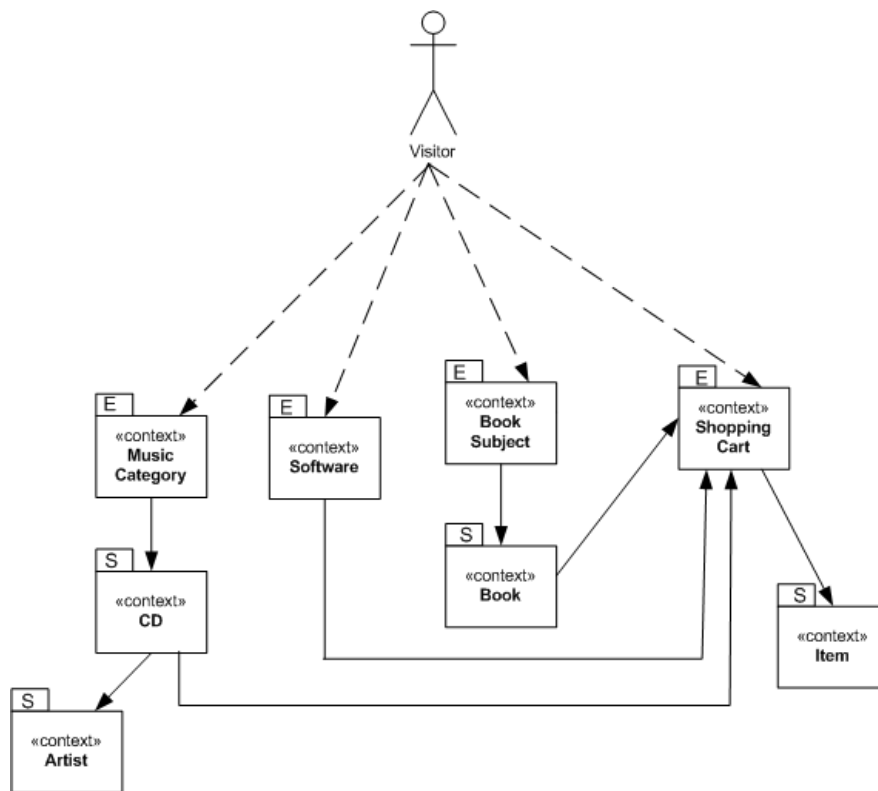 Visitor
E
«context»
Music
Category
E
«context»
Software
E
«context»
Book
Subject
E
«context»
Shopping
Cart
S
«context»
CD
S
«context»
Book
S
«context»
Item
S
«context»
Artist